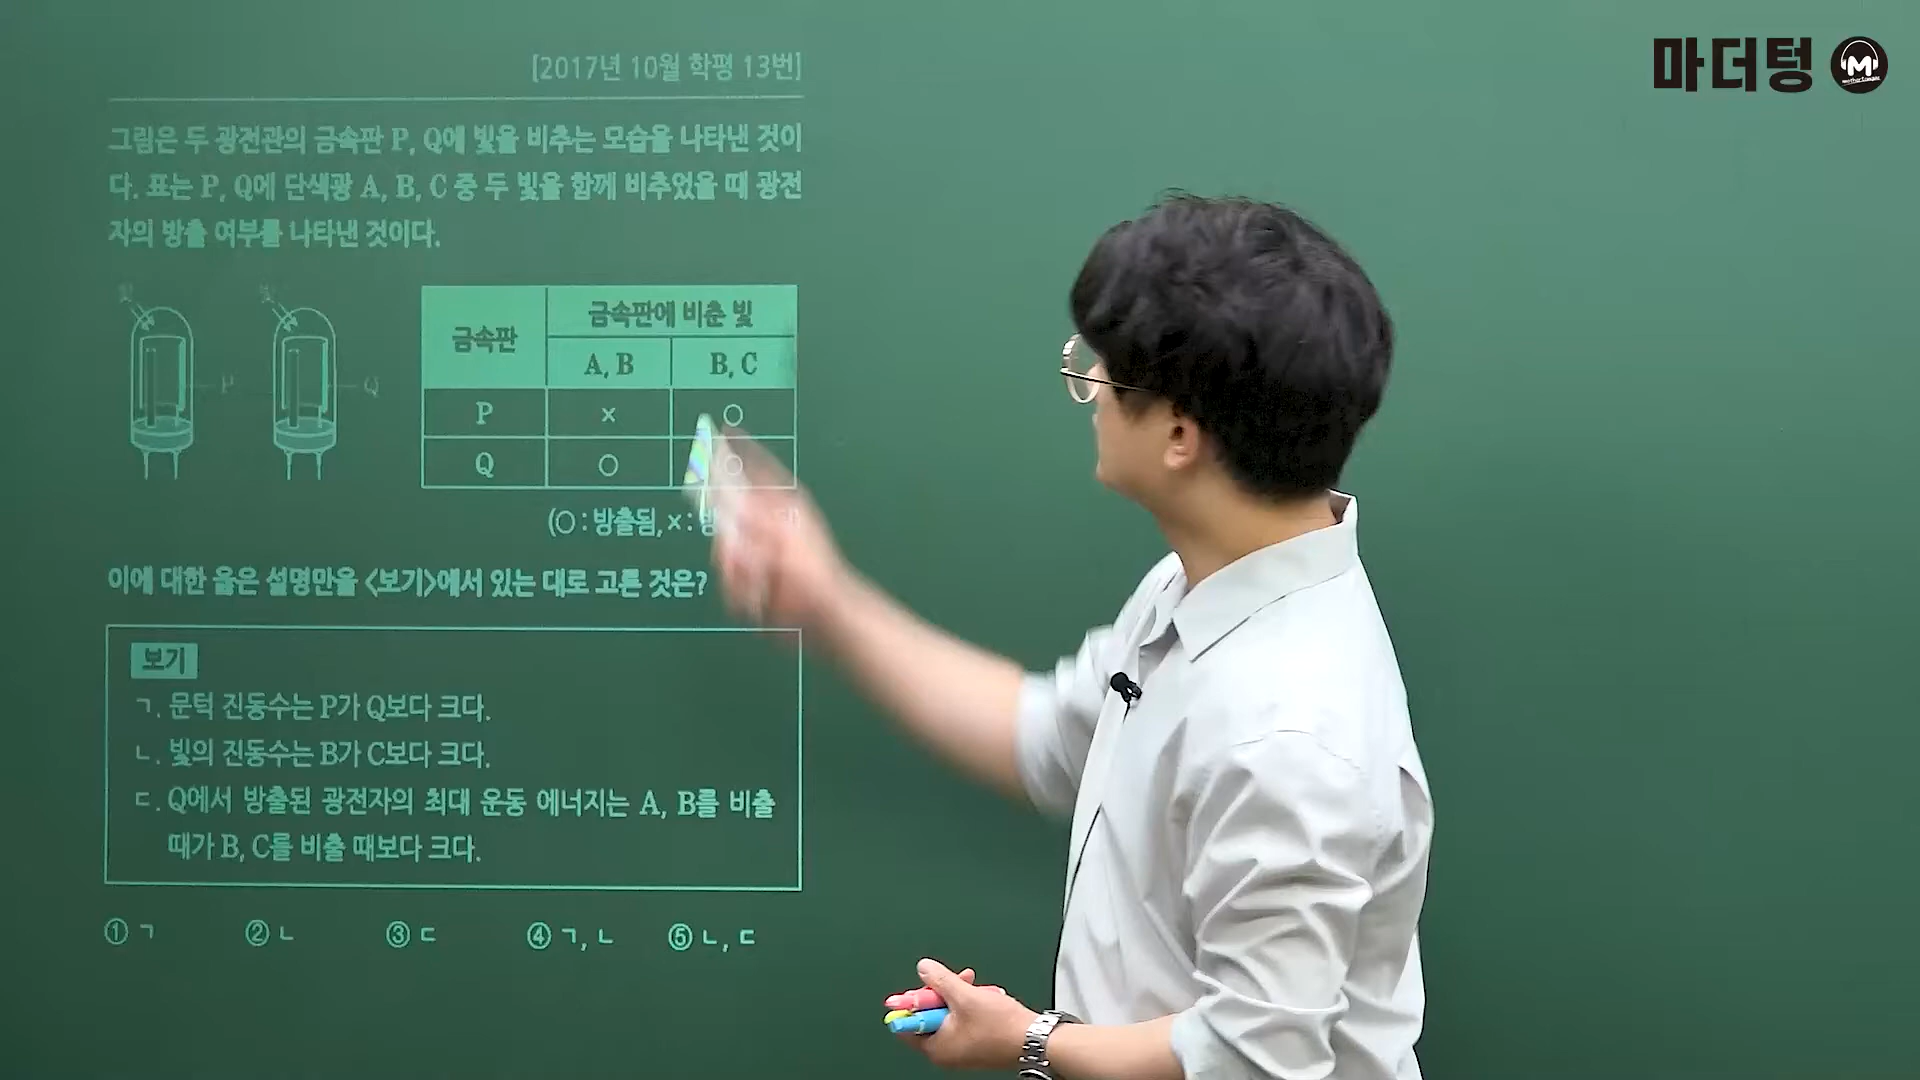 마더텅
[2017년 10월 학평 13번]
그림은 두 광전관의 금속판 P, Q에 빛을 비추는 모습을 나타낸 것이
다. 표는 P, Q에 단색광 A, B, C 중 두 빛을 함께 비추었을 때 광전
자의 방출 여부를 나타낸 것이다.
빛 빛
P Q
금속판 금속판에 비춘 빛
A, B B, C
P × ○
Q ○ ○
(○ : 방출됨, × :
이에 대한 옳은 설명만을 <보기>에서 있는 대로 고른 것은?
보기
ㄱ. 문턱 진동수는 P가 Q보다 크다.
ㄴ. 빛의 진동수는 B가 C보다 크다.
ㄷ. Q에서 방출된 광전자의 최대 운동 에너지는 A, B를 비출
때가 B, C를 비출 때보다 크다.
① ㄱ ② ㄴ ③ ㄷ ④ ㄱ, ㄴ ⑤ ㄴ, ㄷ